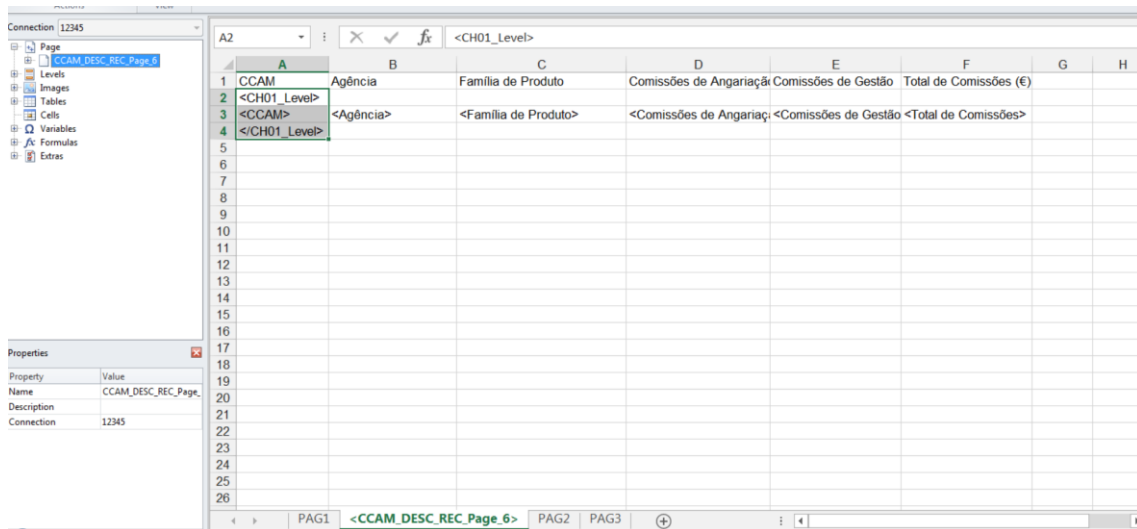 Connection 12345
Page
CCAM_DESC_REC_Page_6
Levels
Images
Tables
Cells
Variables
Formulas
Extras
Properties
Property Value
Name CCAM_DESC_REC_Page_
Description
Connection 12345
A2 fx <CH01_Level>
A B C D E F G H
1 CCAM Agência Família de Produto Comissões de Angariação Comissões de Gestão Total de Comissões (€)
2 <CH01_Level>
3 <CCAM> <Agência> <Família de Produto> <Comissões de Angariaç <Comissões de Gestão <Total de Comissões>
4 </CH01_Level>
5
6
7
8
9
10
11
12
13
14
15
16
17
18
19
20
21
22
23
24
25
26
PAG1 <CCAM_DESC_REC_Page_6> PAG2 PAG3